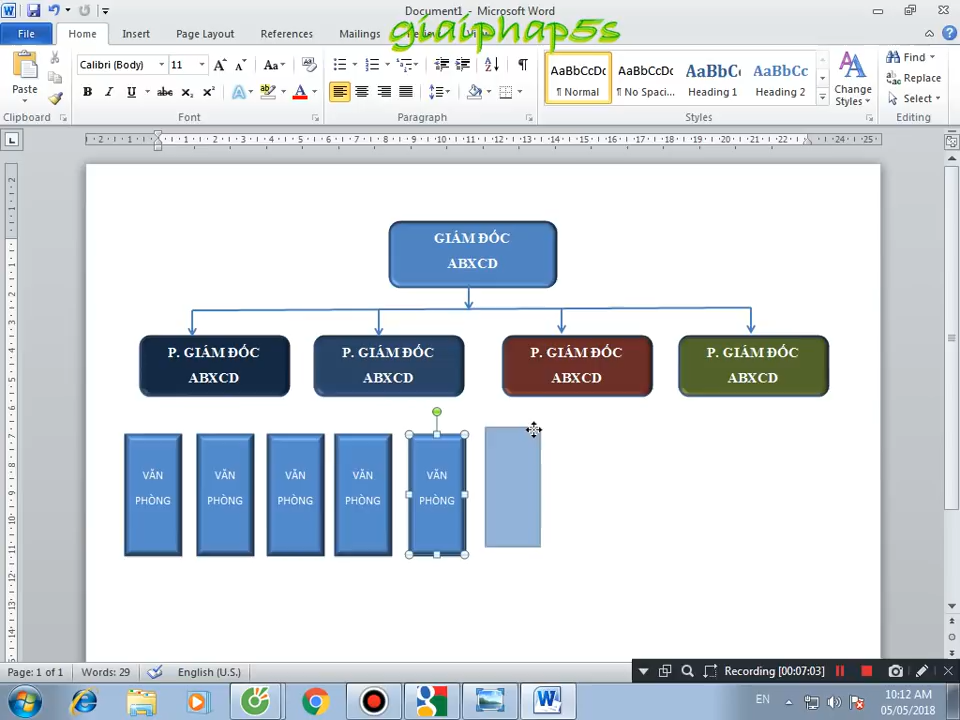 Document1 - Microsoft Word
giaiphap5s
File Home Insert Page Layout References Mailings
Calibri (Body) 11
Paste
Clipboard Font Paragraph Styles Editing
AaBbCcDc AaBbCcDc AaBbC AaBbCc
¶ Normal ¶ No Spaci... Heading 1 Heading 2
Change
Styles
Find
Replace
Select
GIÁM ĐỐC
ABXCD
P. GIÁM ĐỐC
ABXCD
P. GIÁM ĐỐC
ABXCD
P. GIÁM ĐỐC
ABXCD
P. GIÁM ĐỐC
ABXCD
VĂN
PHÒNG
VĂN
PHÒNG
VĂN
PHÒNG
VĂN
PHÒNG
VĂN
PHÒNG
Page: 1 of 1 Words: 29 English (U.S.)
Recording [00:07:03]
EN
10:12 AM
05/05/2018